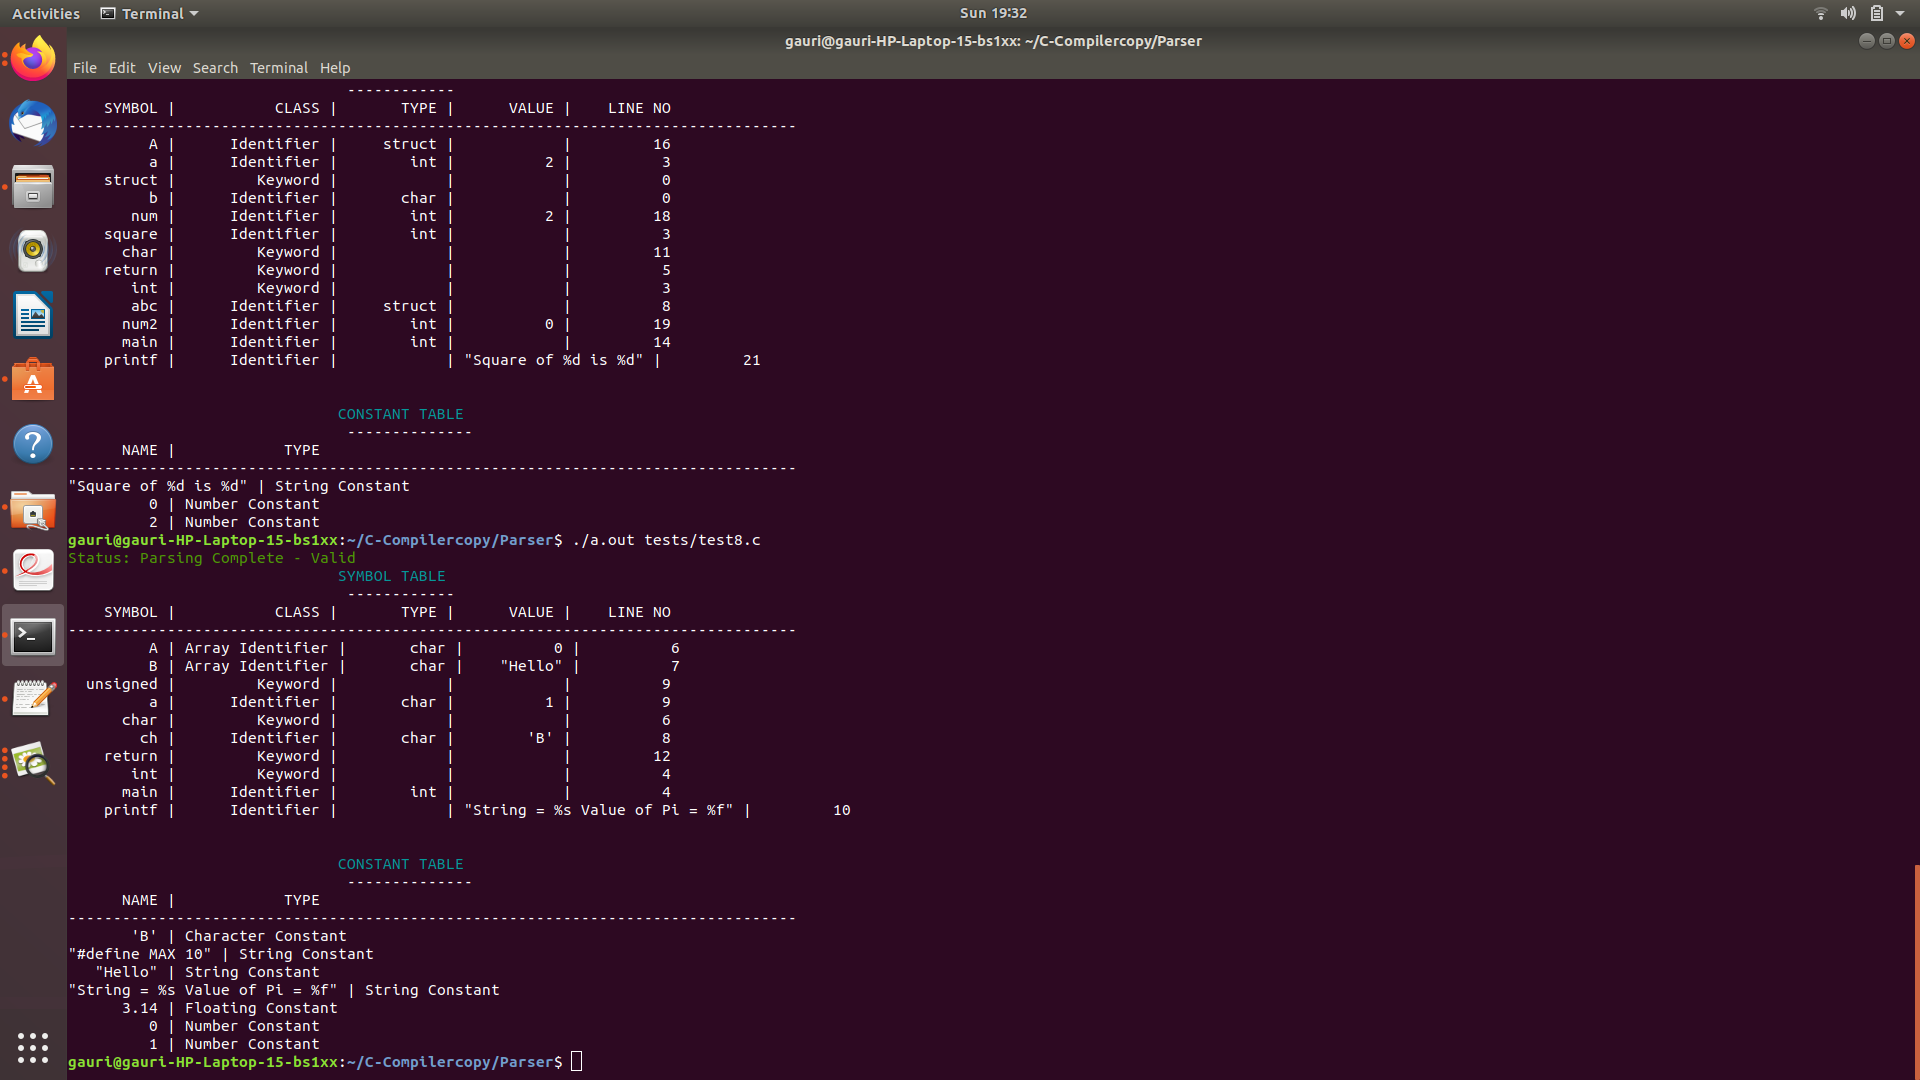 Activities Terminal Sun 19:32
gauri@gauri-HP-Laptop-15-bs1xx: ~/C-Compilercopy/Parser
File Edit View Search Terminal Help
------------
SYMBOL | CLASS | TYPE | VALUE | LINE NO
---------------------------------------------------------------------------------
A | Identifier | struct | | 16
a | Identifier | int | 2 | 3
struct | Keyword | | | 0
b | Identifier | char | | 0
num | Identifier | int | 2 | 18
square | Identifier | int | | 3
char | Keyword | | | 11
return | Keyword | | | 5
int | Keyword | | | 3
abc | Identifier | struct | | 8
num2 | Identifier | int | 0 | 19
main | Identifier | int | | 14
printf | Identifier | | "Square of %d is %d" | 21
CONSTANT TABLE
--------------
NAME | TYPE
---------------------------------------------------------------------------------
"Square of %d is %d" | String Constant
0 | Number Constant
2 | Number Constant
gauri@gauri-HP-Laptop-15-bs1xx:~/C-Compilercopy/Parser$ ./a.out tests/test8.c
Status: Parsing Complete - Valid
SYMBOL TABLE
------------
SYMBOL | CLASS | TYPE | VALUE | LINE NO
---------------------------------------------------------------------------------
A | Array Identifier | char | 0 | 6
B | Array Identifier | char | "Hello" | 7
unsigned | Keyword | | | 9
a | Identifier | char | 1 | 9
char | Keyword | | | 6
ch | Identifier | char | 'B' | 8
return | Keyword | | | 12
int | Keyword | | | 4
main | Identifier | int | | 4
printf | Identifier | | "String = %s Value of Pi = %f" | 10
CONSTANT TABLE
--------------
NAME | TYPE
---------------------------------------------------------------------------------
'B' | Character Constant
"#define MAX 10" | String Constant
"Hello" | String Constant
"String = %s Value of Pi = %f" | String Constant
3.14 | Floating Constant
0 | Number Constant
1 | Number Constant
gauri@gauri-HP-Laptop-15-bs1xx:~/C-Compilercopy/Parser$